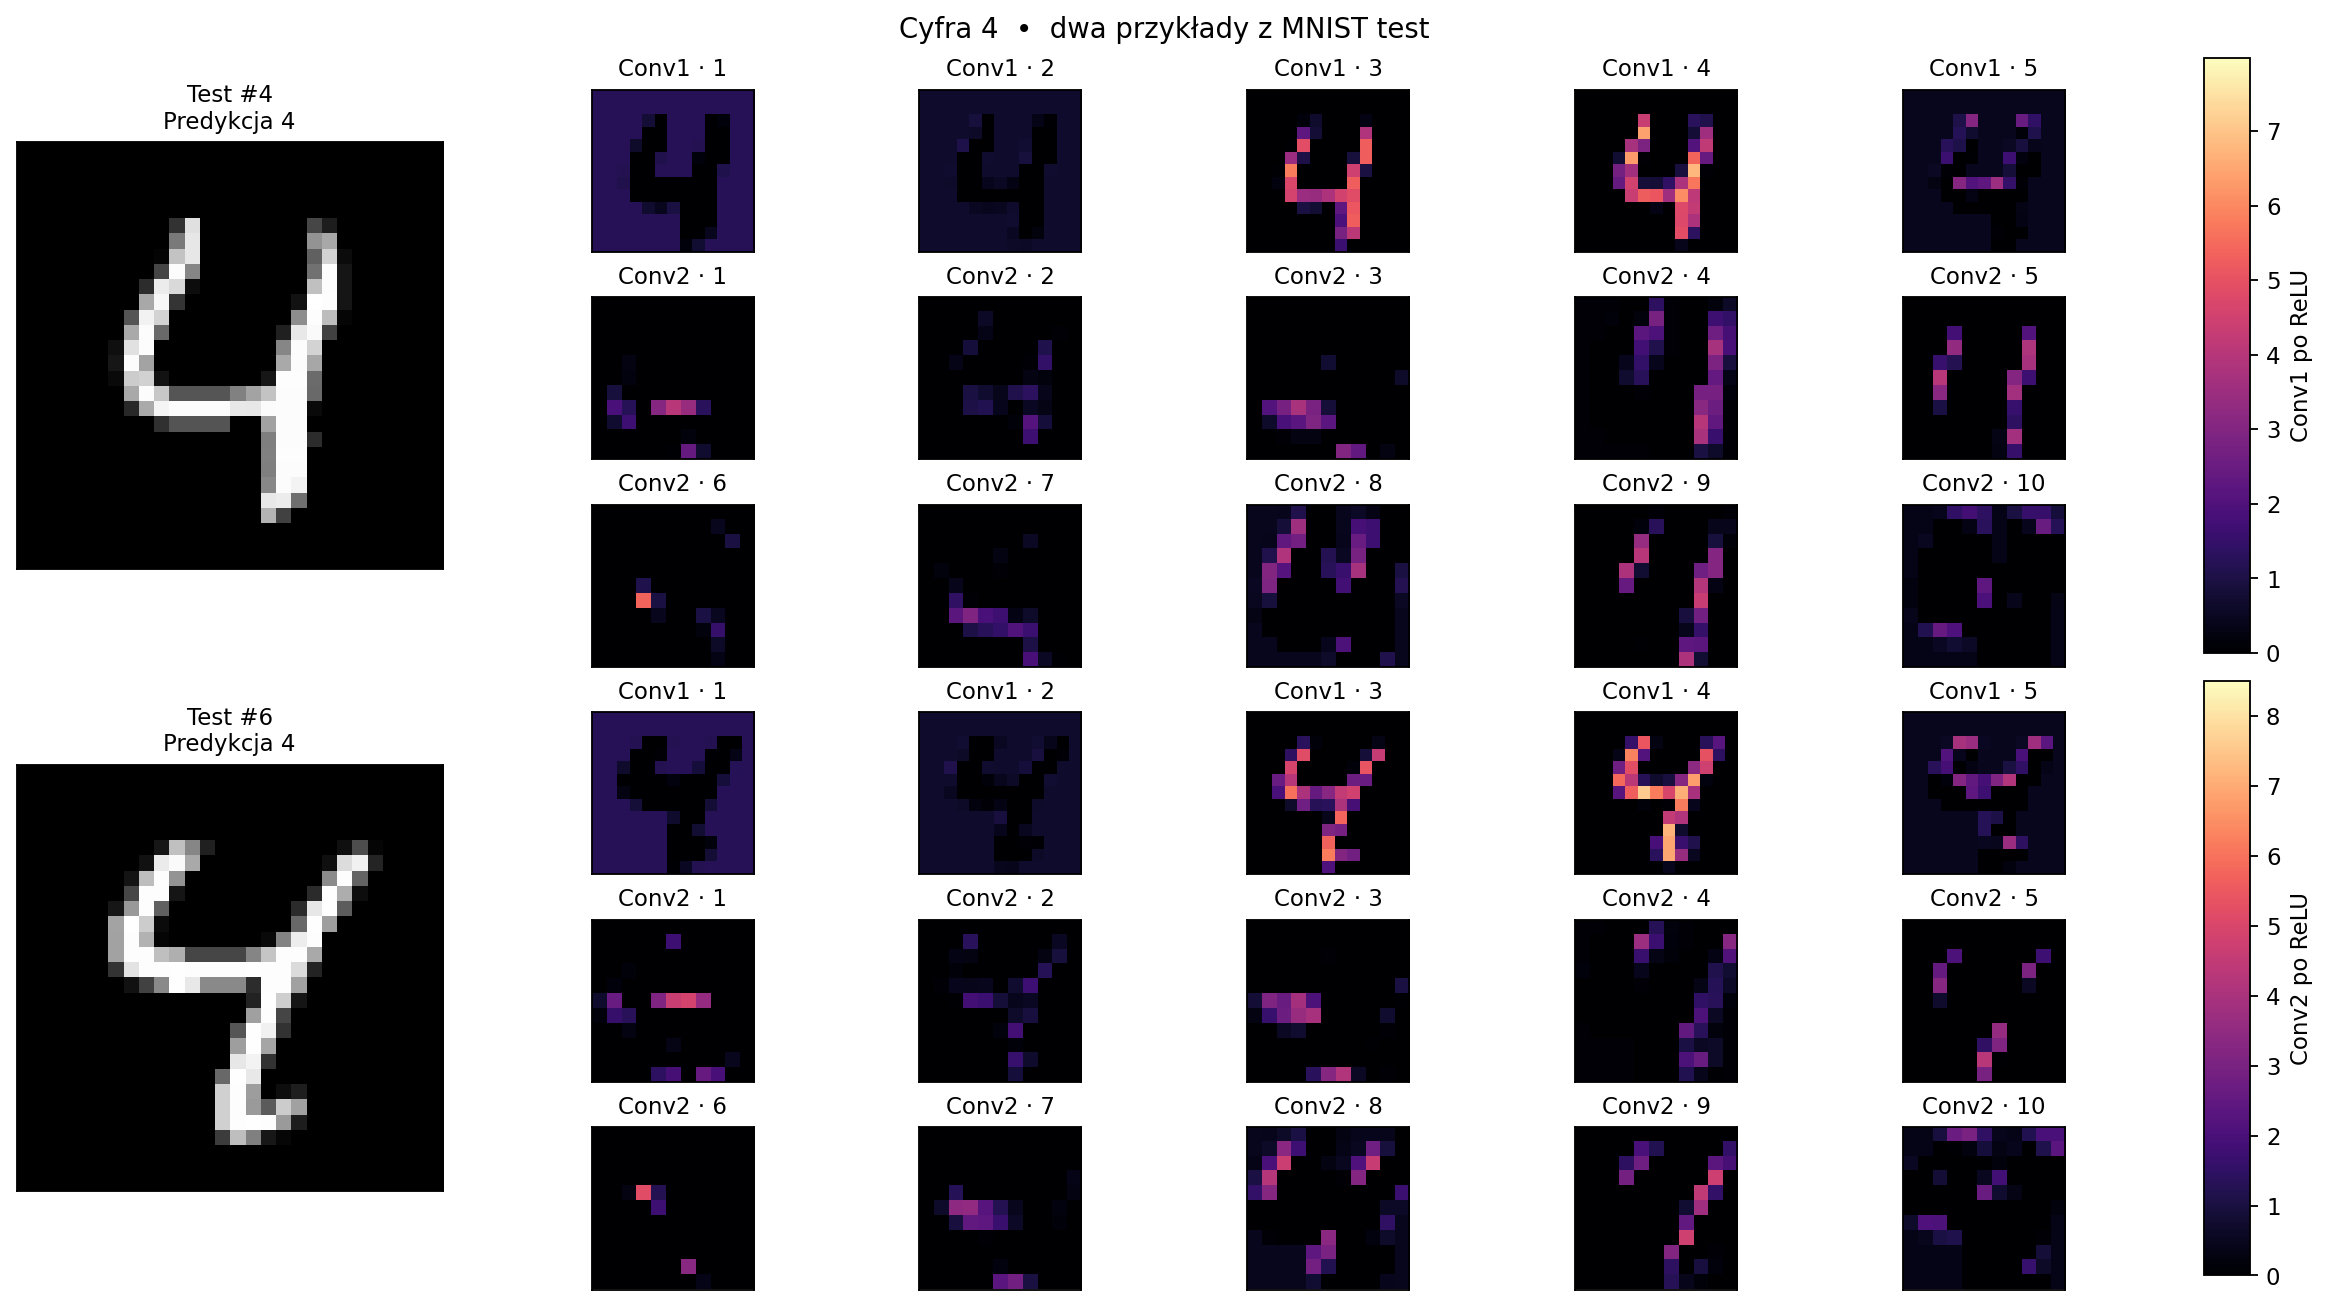 Cyfra 4 • dwa przykłady z MNIST test
Test #4
Predykcja 4
Conv1 · 1
Conv1 · 2
Conv1 · 3
Conv1 · 4
Conv1 · 5
Conv2 · 1
Conv2 · 2
Conv2 · 3
Conv2 · 4
Conv2 · 5
Conv2 · 6
Conv2 · 7
Conv2 · 8
Conv2 · 9
Conv2 · 10
7
6
5
4
3
2
1
0
Conv1 po ReLU
Test #6
Predykcja 4
Conv1 · 1
Conv1 · 2
Conv1 · 3
Conv1 · 4
Conv1 · 5
Conv2 · 1
Conv2 · 2
Conv2 · 3
Conv2 · 4
Conv2 · 5
Conv2 · 6
Conv2 · 7
Conv2 · 8
Conv2 · 9
Conv2 · 10
8
7
6
5
4
3
2
1
0
Conv2 po ReLU